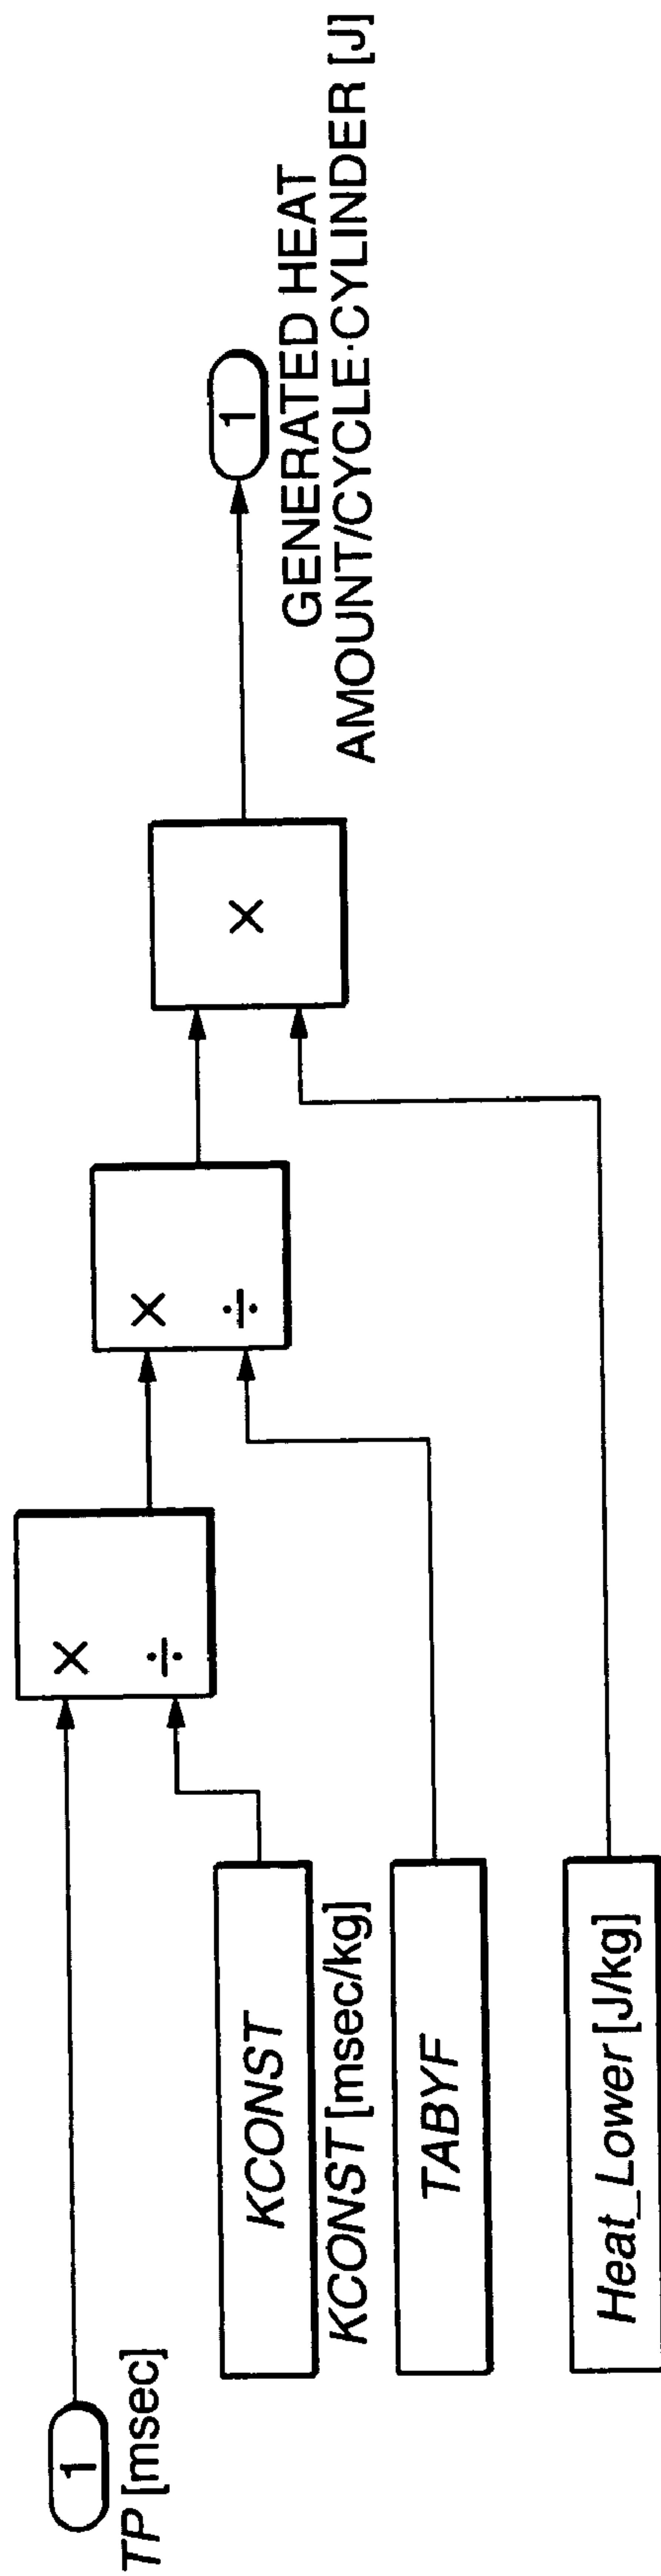 1
TP [msec]
KCONST
KCONST [msec/kg]
TABYF
Heat_Lower [J/kg]
×
÷
×
÷
×
1
GENERATED HEAT
AMOUNT/CYCLE·CYLINDER [J]